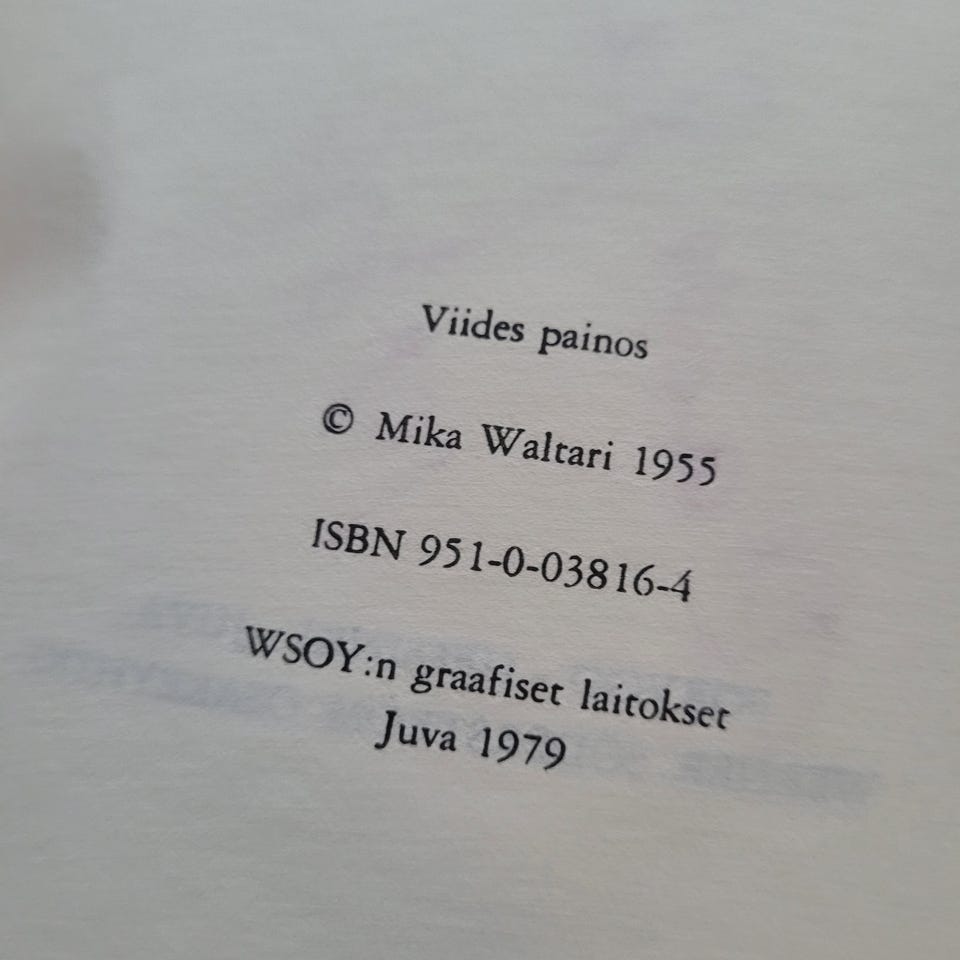 Viides painos
© Mika Waltari 1955
ISBN 951-0-03816-4
WSOY:n graafiset laitokset
Juva 1979